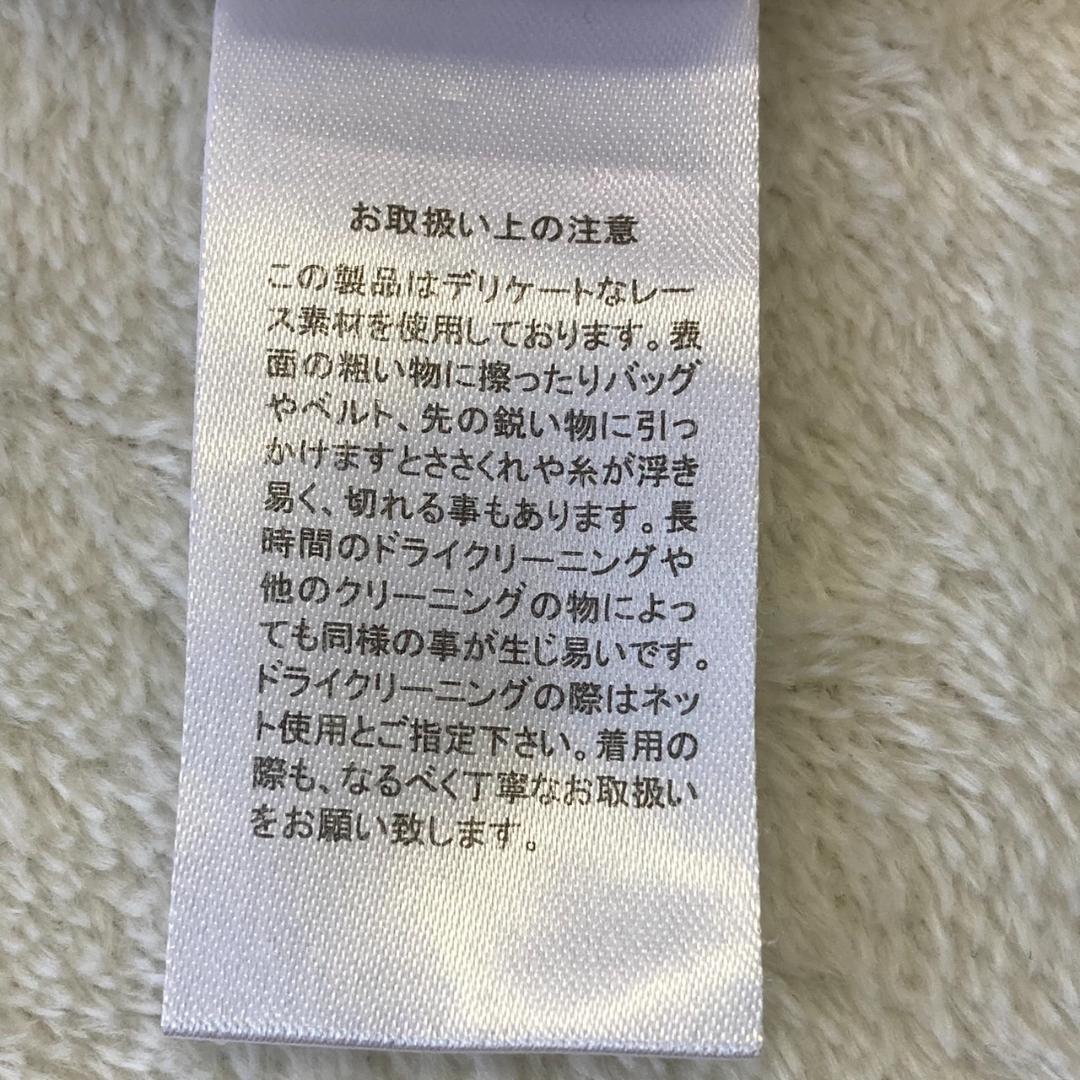 お取扱い上の注意
この製品はデリケートなレー
ス素材を使用しております。表
面の粗い物に擦ったりバッグ
やベルト、先の鋭い物に引っ
かけますとささくれや糸が浮き
易く、切れる事もあります。長
時間のドライクリーニングや
他のクリーニングの物によっ
ても同様の事が生じ易いです。
ドライクリーニングの際はネッ
ト使用とご指定下さい。着用の
際も、なるべく丁寧なお取扱い
をお願い致します。